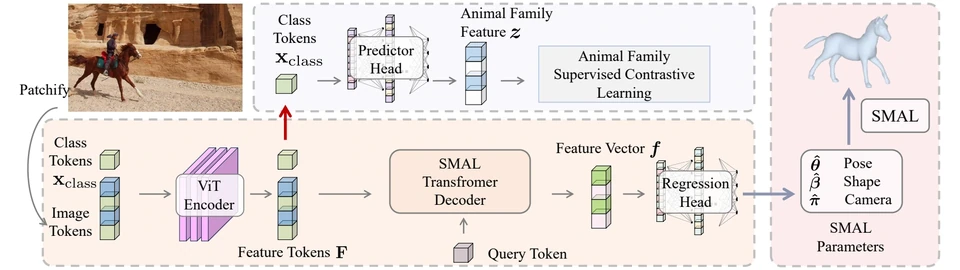 Patchify
Class
Tokens
x_class
Predictor
Head
Animal Family
Feature z
Animal Family
Supervised Contrastive
Learning
Class
Tokens
x_class
Image
Tokens
ViT
Encoder
Feature Tokens F
SMAL
Transfromer
Decoder
Query Token
Feature Vector f
Regression
Head
SMAL
θ̂ Pose
β̂ Shape
π̂ Camera
SMAL
Parameters